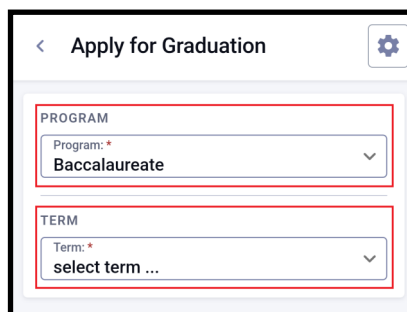 Apply for Graduation
PROGRAM
Program: *
Baccalaureate
TERM
Term: *
select term ...